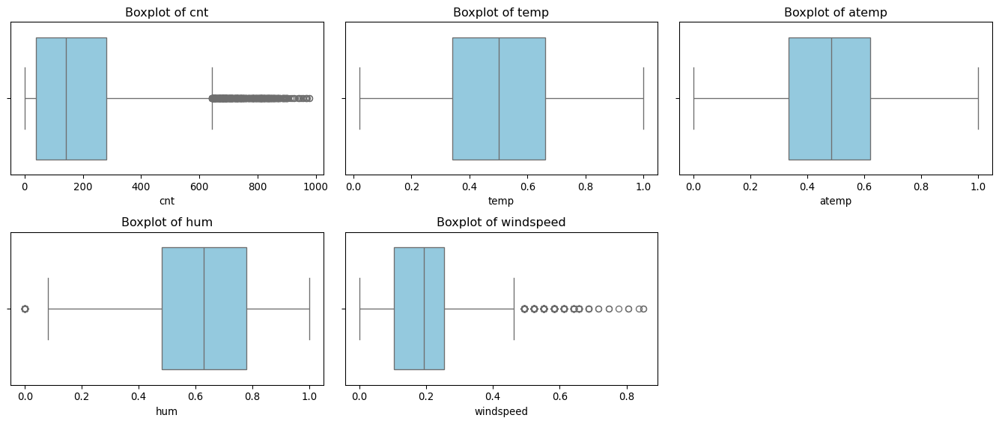 Boxplot of cnt
0 200 400 600 800 1000
cnt
Boxplot of temp
0.0 0.2 0.4 0.6 0.8 1.0
temp
Boxplot of atemp
0.0 0.2 0.4 0.6 0.8 1.0
atemp
Boxplot of hum
0.0 0.2 0.4 0.6 0.8 1.0
hum
Boxplot of windspeed
0.0 0.2 0.4 0.6 0.8
windspeed